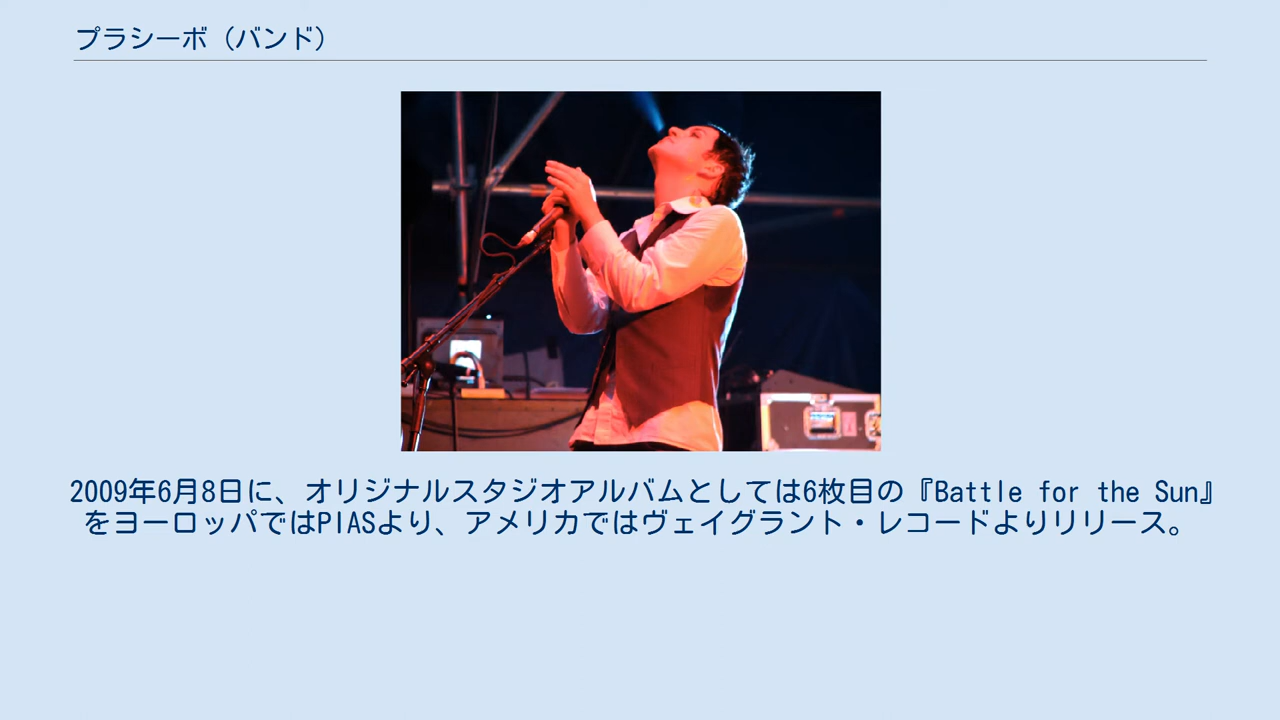 プラシーボ（バンド）
2009年6月8日に、オリジナルスタジオアルバムとしては6枚目の『Battle for the Sun』
をヨーロッパではPIASより、アメリカではヴェイグラント・レコードよりリリース。